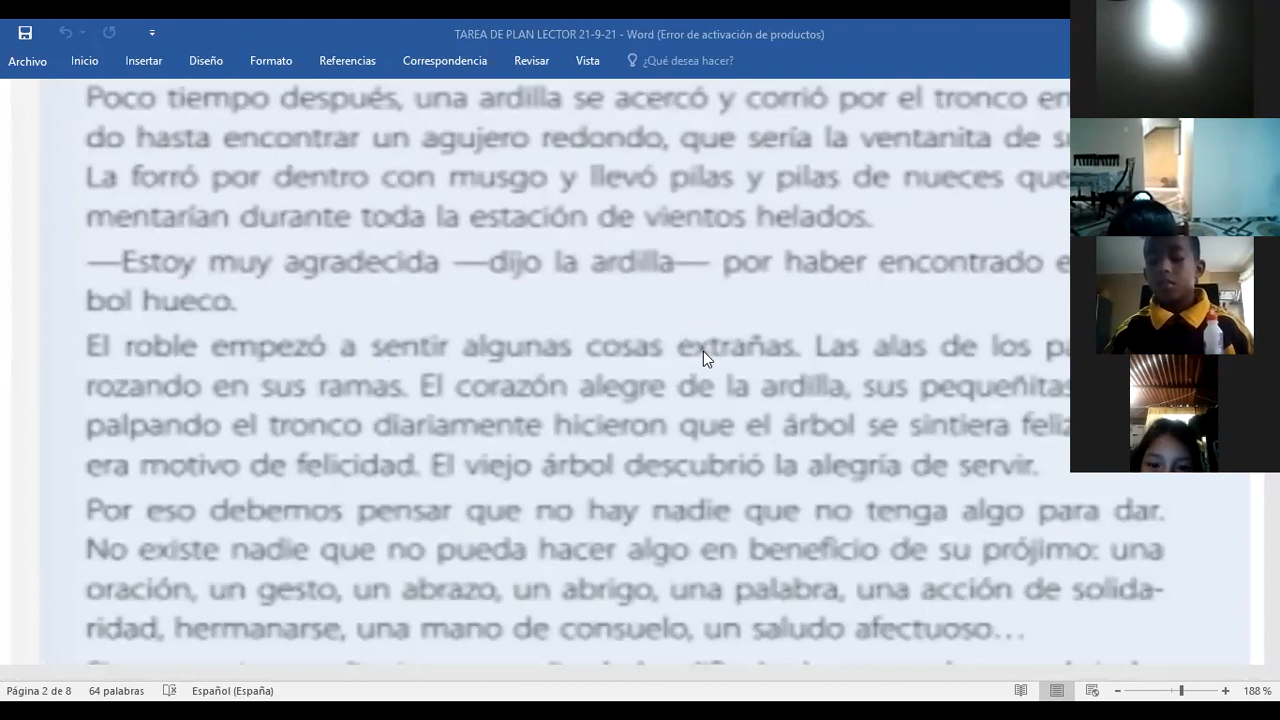 TAREA DE PLAN LECTOR 21-9-21 - Word (Error de activación de productos)
Archivo Inicio Insertar Diseño Formato Referencias Correspondencia Revisar Vista ¿Qué desea hacer?
Poco tiempo después, una ardilla se acercó y corrió por el tronco en
do hasta encontrar un agujero redondo, que sería la ventanita de
La forró por dentro con musgo y llevó pilas y pilas de nueces que
mentarían durante toda la estación de vientos helados.
—Estoy muy agradecida —dijo la ardilla— por haber encontrado
bol hueco.
El roble empezó a sentir algunas cosas extrañas. Las alas de los
rozando en sus ramas. El corazón alegre de la ardilla, sus pequeñitas
palpando el tronco diariamente hicieron que el árbol se sintiera
era motivo de felicidad. El viejo árbol descubrió la alegría de servir.
Por eso debemos pensar que no hay nadie que no tenga algo para dar.
No existe nadie que no pueda hacer algo en beneficio de su prójimo: una
oración, un gesto, un abrazo, un abrigo, una palabra, una acción de solida-
ridad, hermanarse, una mano de consuelo, un saludo afectuoso...
Página 2 de 8 64 palabras Español (España) 188 %